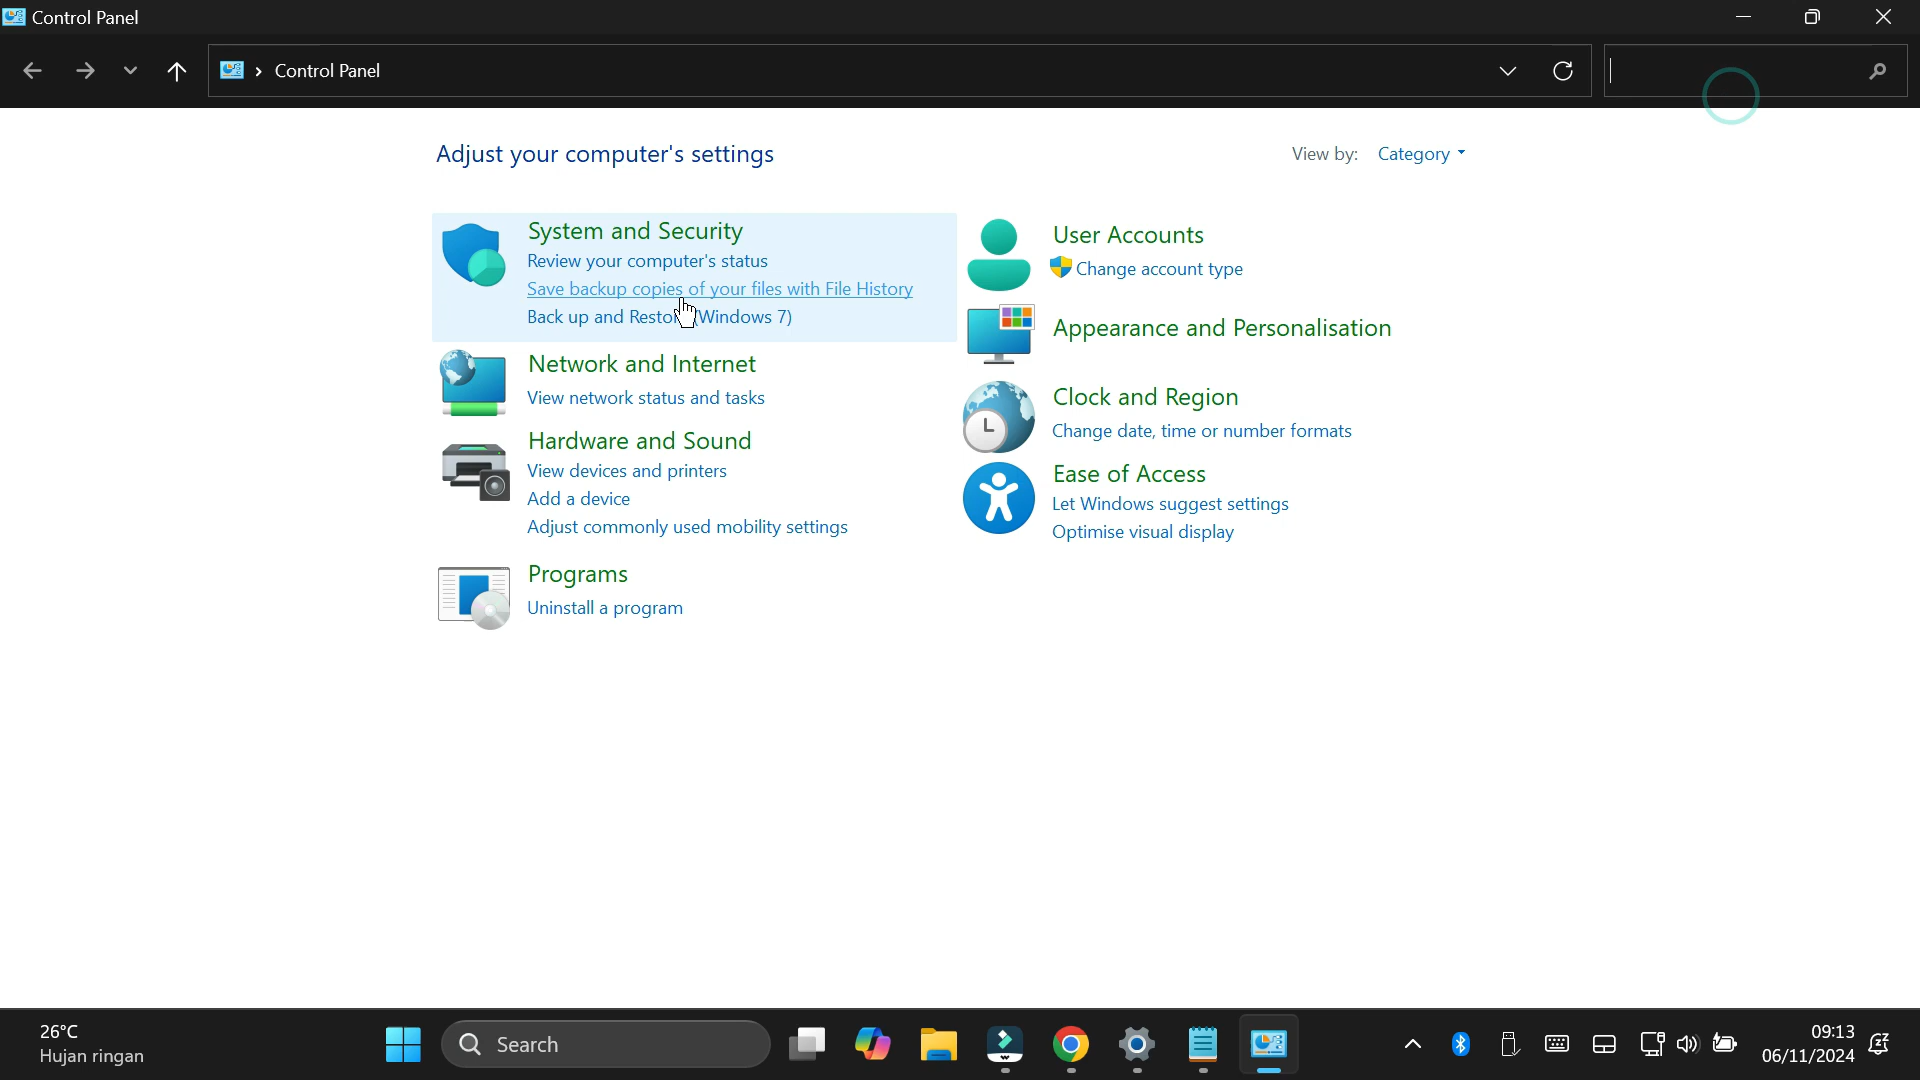 Control Panel
Control Panel
Adjust your computer's settings
View by: Category
System and Security
Review your computer's status
Save backup copies of your files with File History
Back up and Restore (Windows 7)
Network and Internet
View network status and tasks
Hardware and Sound
View devices and printers
Add a device
Adjust commonly used mobility settings
Programs
Uninstall a program
User Accounts
Change account type
Appearance and Personalisation
Clock and Region
Change date, time or number formats
Ease of Access
Let Windows suggest settings
Optimise visual display
26°C
Hujan ringan
Search
09:13
06/11/2024